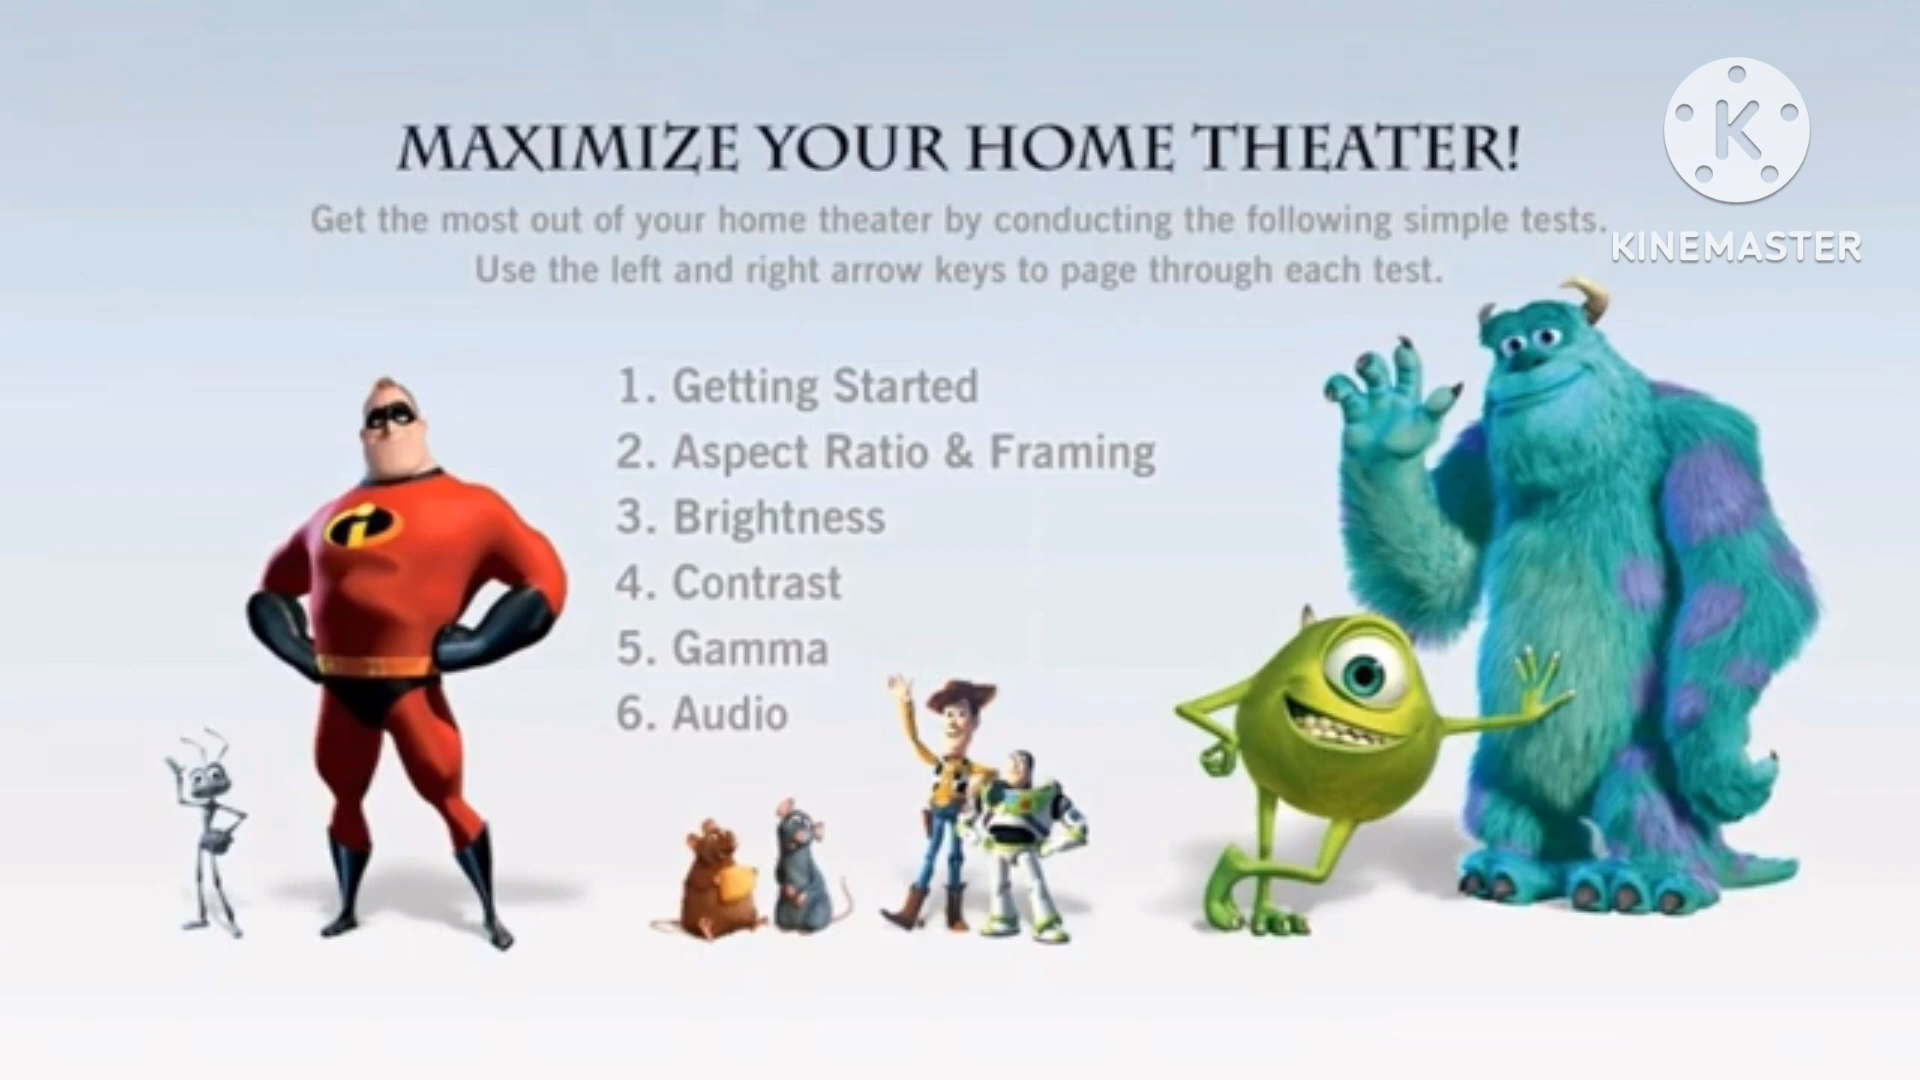 MAXIMIZE YOUR HOME THEATER!
Get the most out of your home theater by conducting the following simple tests.
Use the left and right arrow keys to page through each test.
K
KINEMASTER
1. Getting Started
2. Aspect Ratio & Framing
3. Brightness
4. Contrast
5. Gamma
6. Audio
i